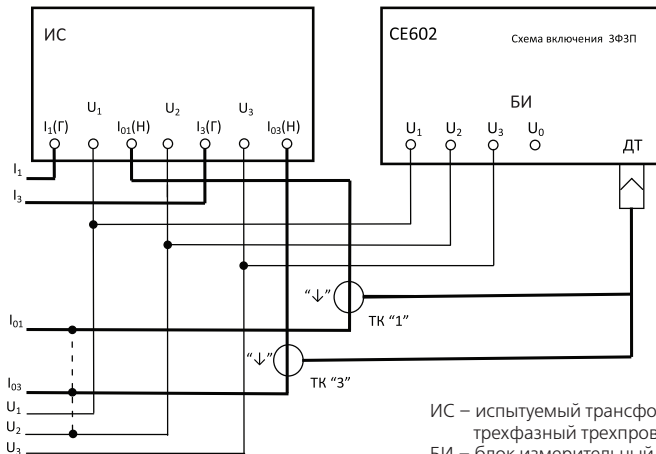 ИС
U₁
U₂
U₃
I₁(Г)
I₀₁(Н)
I₃(Г)
I₀₃(Н)
CE602
Схема включения 3Ф3П
БИ
U₁
U₂
U₃
U₀
ДТ
I₁
I₃
"↓"
ТК "1"
I₀₁
"↓"
ТК "3"
I₀₃
U₁
U₂
U₃
ИС – испытуемый трансфо
трехфазный трехпров
БИ – блок измерительный